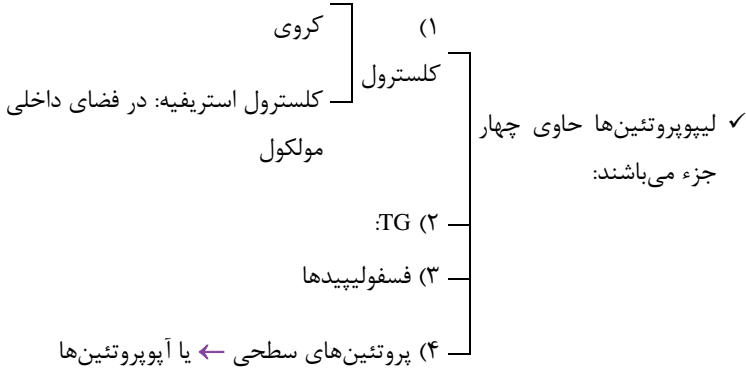 ✓ لیپوپروتئین‌ها حاوی چهار
جزء می‌باشند:
۱)
کلسترول
کروی
کلسترول استریفیه: در فضای داخلی
مولکول
۲) TG:
۳) فسفولیپیدها
۴) پروتئین‌های سطحی ← یا آپوپروتئین‌ها